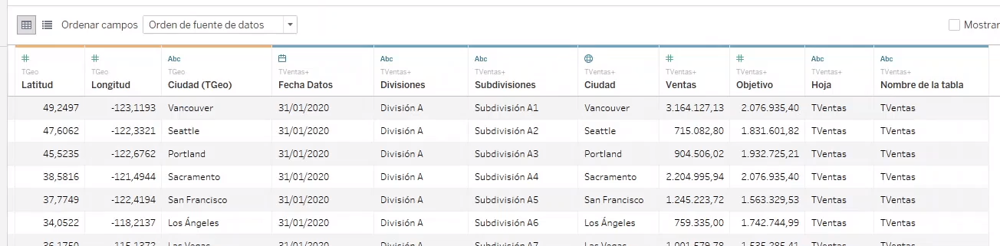 Ordenar campos Orden de fuente de datos Mostrar
Abc Abc Abc Abc Abc
TGeo TGeo TGeo TVentas+ TVentas+ TVentas+ TVentas+ TVentas+ TVentas+ TVentas+ TVentas+
Latitud Longitud Ciudad (TGeo) Fecha Datos Divisiones Subdivisiones Ciudad Ventas Objetivo Hoja Nombre de la tabla
49,2497 -123,1193 Vancouver 31/01/2020 División A Subdivisión A1 Vancouver 3.164.127,13 2.076.935,40 TVentas TVentas
47,6062 -122,3321 Seattle 31/01/2020 División A Subdivisión A2 Seattle 715.082,80 1.831.601,82 TVentas TVentas
45,5235 -122,6762 Portland 31/01/2020 División A Subdivisión A3 Portland 904.506,02 1.932.725,21 TVentas TVentas
38,5816 -121,4944 Sacramento 31/01/2020 División A Subdivisión A4 Sacramento 2.204.995,94 2.076.935,40 TVentas TVentas
37,7749 -122,4194 San Francisco 31/01/2020 División A Subdivisión A5 San Francisco 1.245.223,72 1.563.329,53 TVentas TVentas
34,0522 -118,2137 Los Ángeles 31/01/2020 División A Subdivisión A6 Los Ángeles 759.335,00 1.742.744,99 TVentas TVentas
Las Vegas 31/01/2020 División A Subdivisión A7 Las Vegas TVentas TVentas